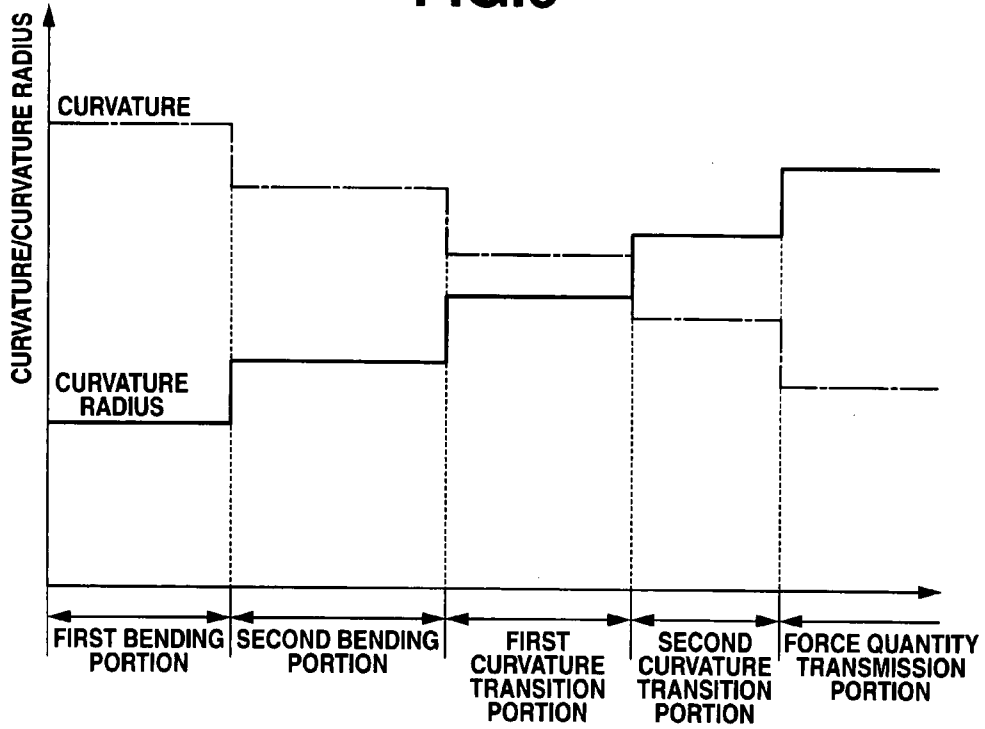 CURVATURE/CURVATURE RADIUS
CURVATURE
CURVATURE
RADIUS
FIRST BENDING
PORTION
SECOND BENDING
PORTION
FIRST
CURVATURE
TRANSITION
PORTION
SECOND
CURVATURE
TRANSITION
PORTION
FORCE QUANTITY
TRANSMISSION
PORTION